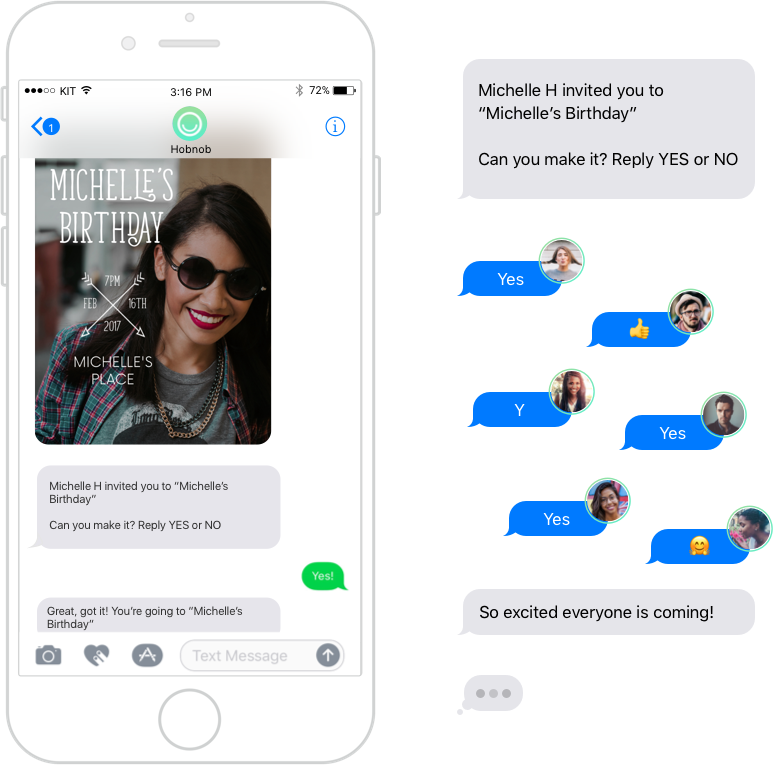 KIT
3:16 PM
72%
1
Hobnob
MICHELLE'S
BIRTHDAY
7PM
FEB 16TH
2017
MICHELLE'S
PLACE
Michelle H invited you to “Michelle’s
Birthday”
Can you make it? Reply YES or NO
Yes!
Great, got it! You’re going to “Michelle’s
Birthday”
Text Message
Michelle H invited you to
“Michelle’s Birthday”
Can you make it? Reply YES or NO
Yes
Y
Yes
Yes
So excited everyone is coming!